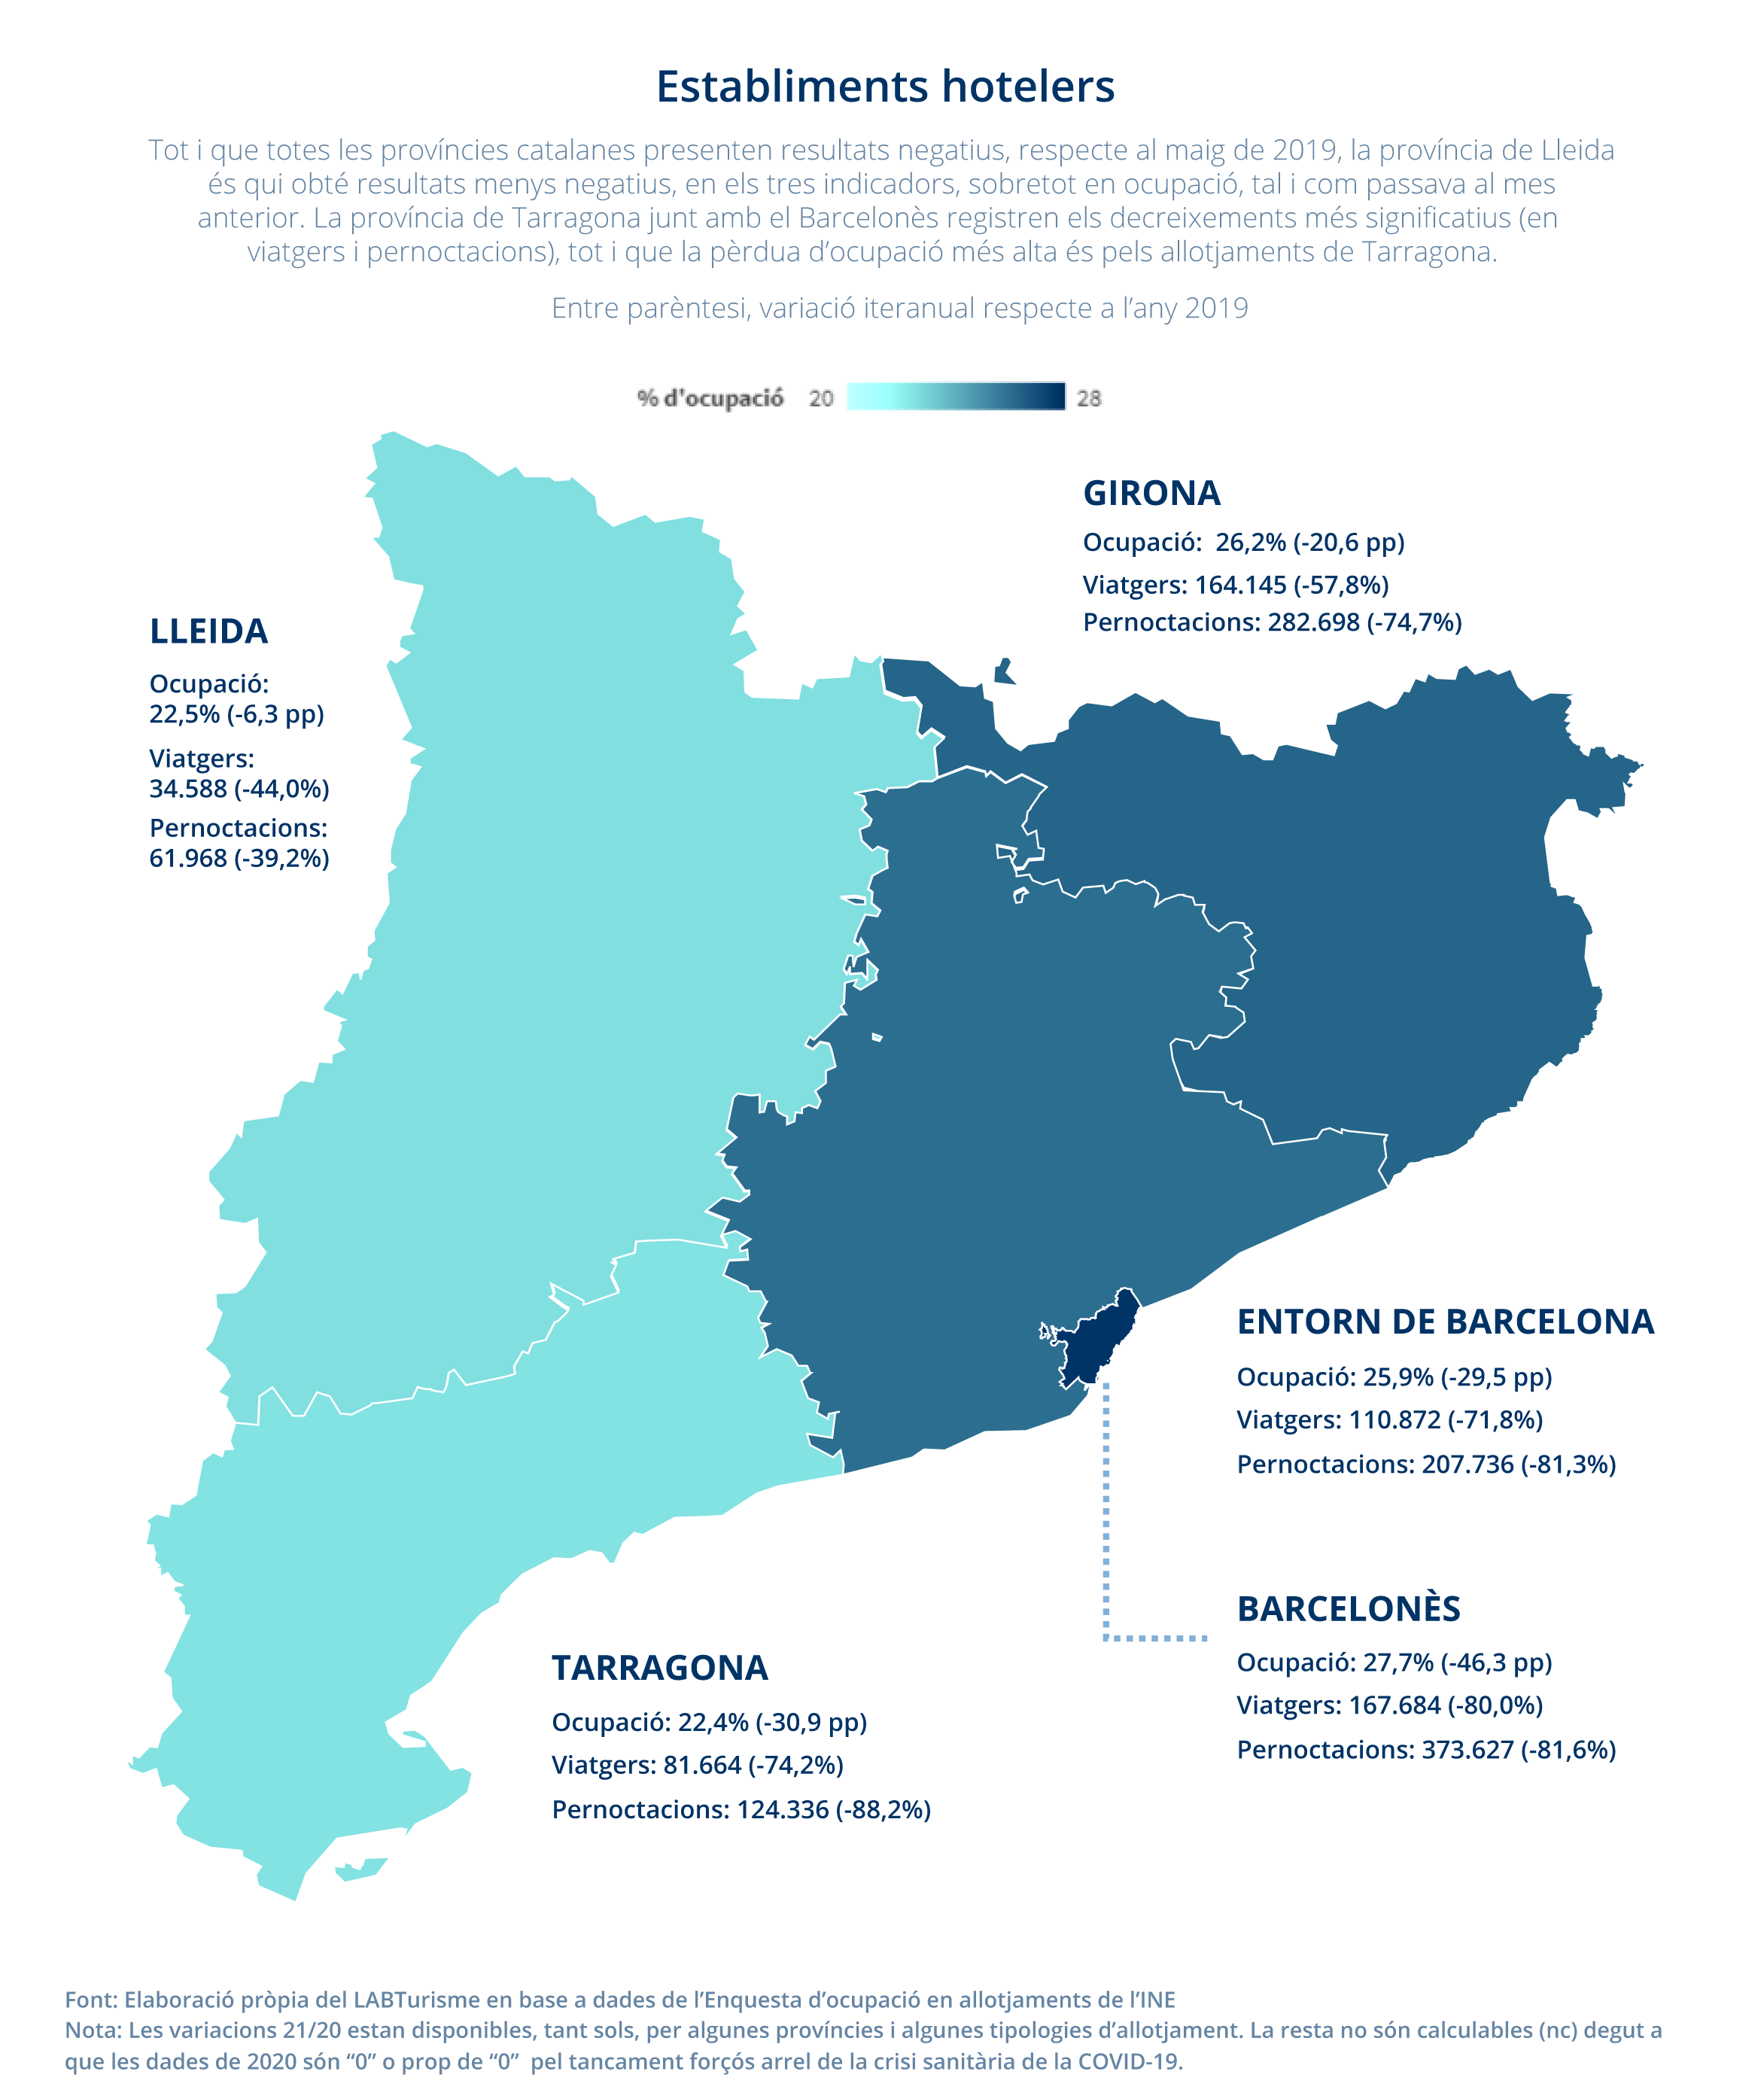 Establiments hotelers
Tot i que totes les províncies catalanes presenten resultats negatius, respecte al maig de 2019, la província de Lleida
és qui obté resultats menys negatius, en els tres indicadors, sobretot en ocupació, tal i com passava al mes
anterior. La província de Tarragona junt amb el Barcelonès registren els decreixements més significatius (en
viatgers i pernoctacions), tot i que la pèrdua d’ocupació més alta és pels allotjaments de Tarragona.
Entre parèntesi, variació iteranual respecte a l’any 2019
% d'ocupació 20 28
GIRONA
Ocupació: 26,2% (-20,6 pp)
Viatgers: 164.145 (-57,8%)
Pernoctacions: 282.698 (-74,7%)
LLEIDA
Ocupació:
22,5% (-6,3 pp)
Viatgers:
34.588 (-44,0%)
Pernoctacions:
61.968 (-39,2%)
ENTORN DE BARCELONA
Ocupació: 25,9% (-29,5 pp)
Viatgers: 110.872 (-71,8%)
Pernoctacions: 207.736 (-81,3%)
BARCELONÈS
Ocupació: 27,7% (-46,3 pp)
Viatgers: 167.684 (-80,0%)
Pernoctacions: 373.627 (-81,6%)
TARRAGONA
Ocupació: 22,4% (-30,9 pp)
Viatgers: 81.664 (-74,2%)
Pernoctacions: 124.336 (-88,2%)
Font: Elaboració pròpia del LABTurisme en base a dades de l’Enquesta d’ocupació en allotjaments de l’INE
Nota: Les variacions 21/20 estan disponibles, tant sols, per algunes províncies i algunes tipologies d’allotjament. La resta no són calculables (nc) degut a
que les dades de 2020 són “0” o prop de “0” pel tancament forçós arrel de la crisi sanitària de la COVID-19.